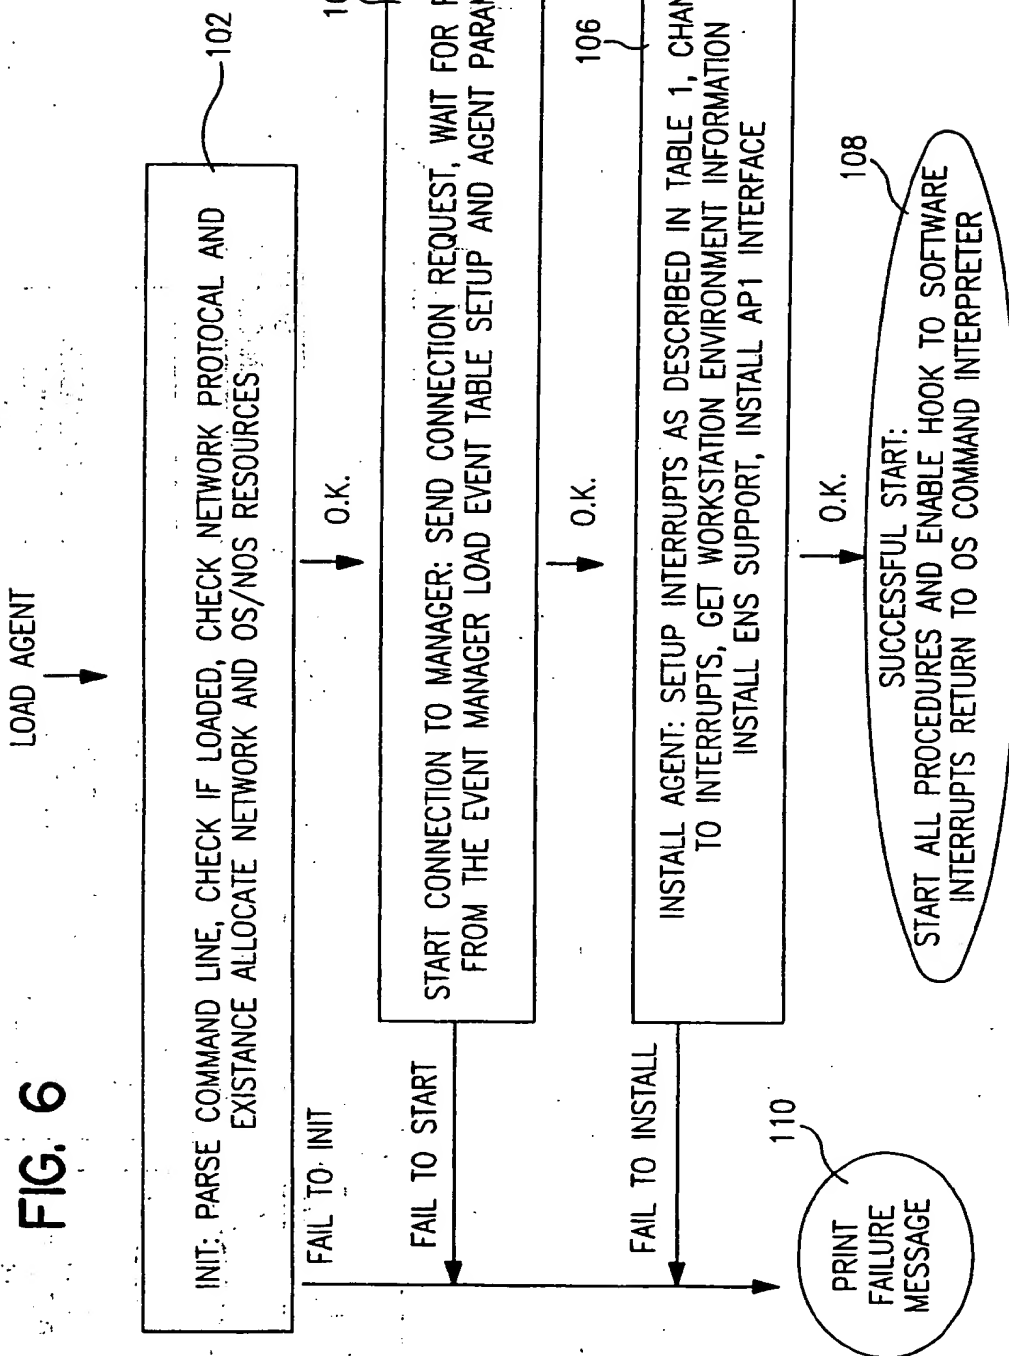 FIG. 6
LOAD AGENT
102
INIT: PARSE COMMAND LINE, CHECK IF LOADED, CHECK NETWORK PROTOCAL AND
EXISTANCE ALLOCATE NETWORK AND OS/NOS RESOURCES
FAIL TO INIT
O.K.
START CONNECTION TO MANAGER: SEND CONNECTION REQUEST, WAIT FOR
FROM THE EVENT MANAGER LOAD EVENT TABLE SETUP AND AGENT PARAM
FAIL TO START
O.K.
106
INSTALL AGENT: SETUP INTERRUPTS AS DESCRIBED IN TABLE 1, CHAN
TO INTERRUPTS, GET WORKSTATION ENVIRONMENT INFORMATION
INSTALL ENS SUPPORT, INSTALL AP1 INTERFACE
FAIL TO INSTALL
O.K.
108
SUCCESSFUL START:
START ALL PROCEDURES AND ENABLE HOOK TO SOFTWARE
INTERRUPTS RETURN TO OS COMMAND INTERPRETER
110
PRINT
FAILURE
MESSAGE